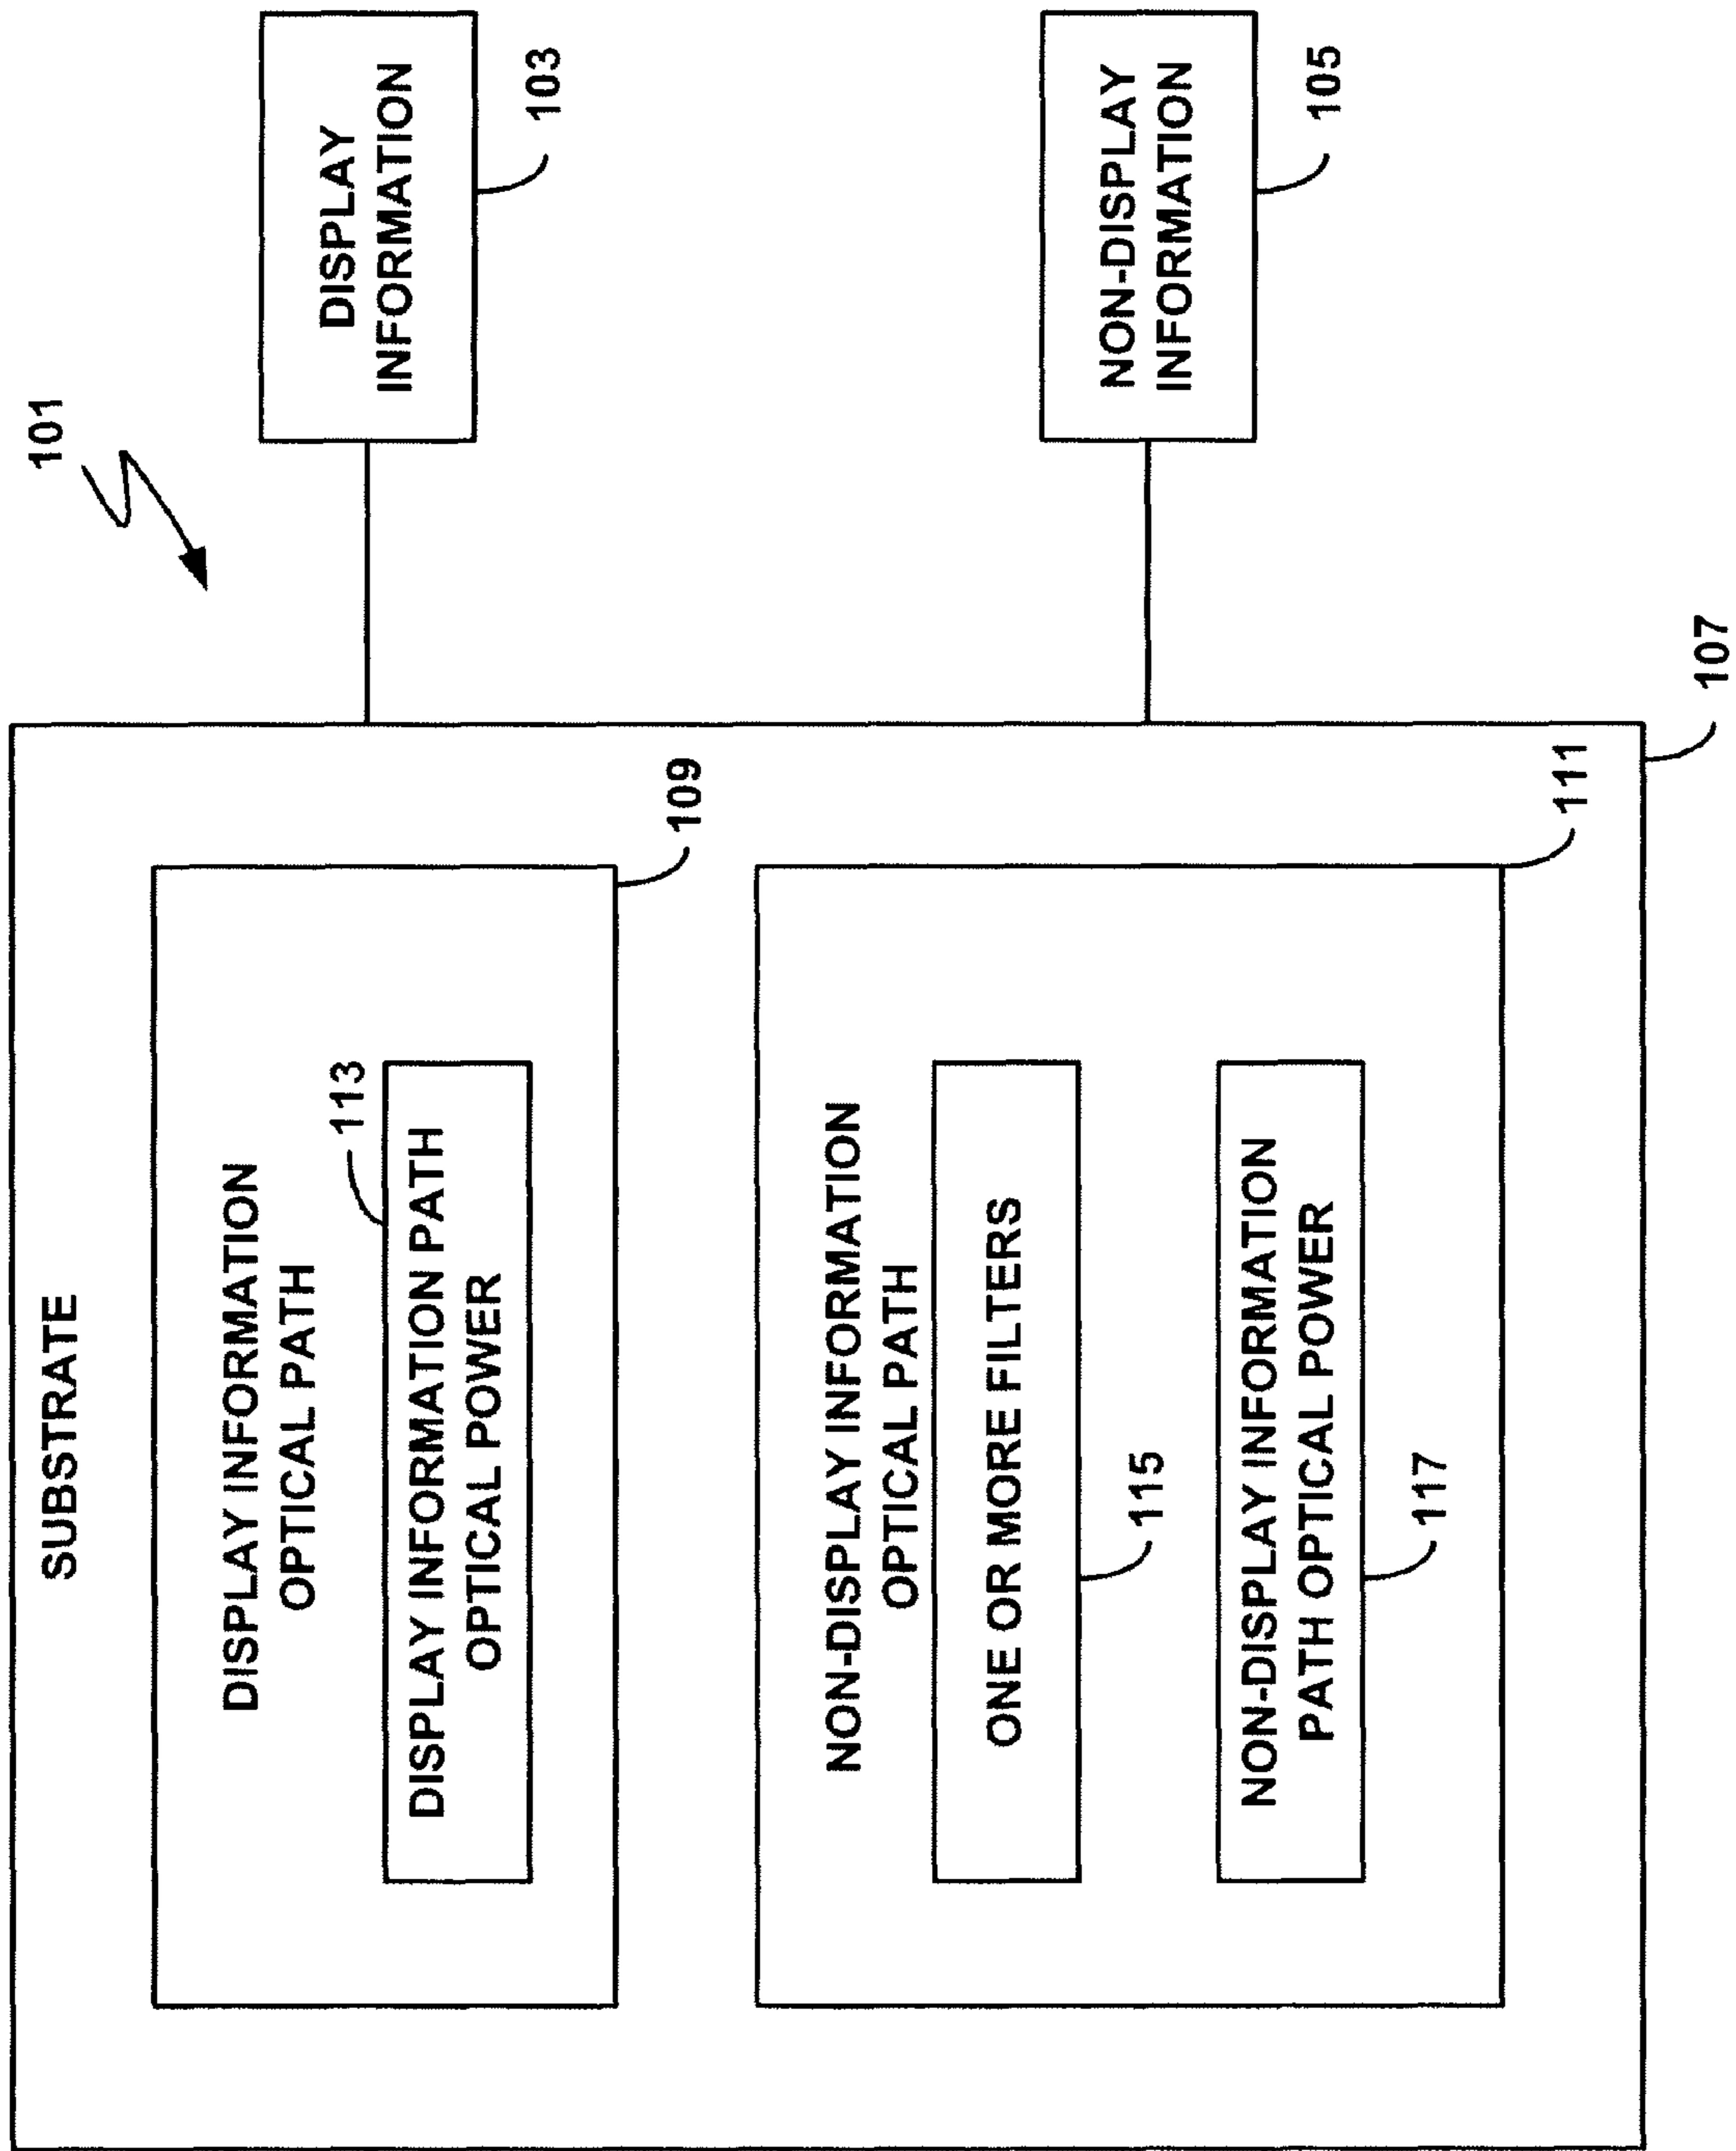 101
SUBSTRATE
DISPLAY INFORMATION
OPTICAL PATH
113
DISPLAY INFORMATION PATH
OPTICAL POWER
109
DISPLAY
INFORMATION
103
NON-DISPLAY INFORMATION
OPTICAL PATH
ONE OR MORE FILTERS
115
NON-DISPLAY INFORMATION
PATH OPTICAL POWER
117
111
107
NON-DISPLAY
INFORMATION
105